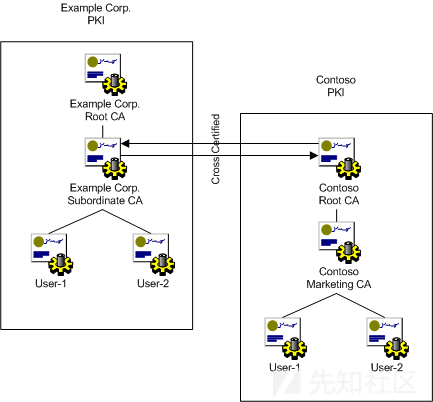 Example Corp.
PKI
Example Corp.
Root CA
Example Corp.
Subordinate CA
User-1
User-2
Cross Certified
Contoso
PKI
Contoso
Root CA
Contoso
Marketing CA
User-1
User-2
先知社区